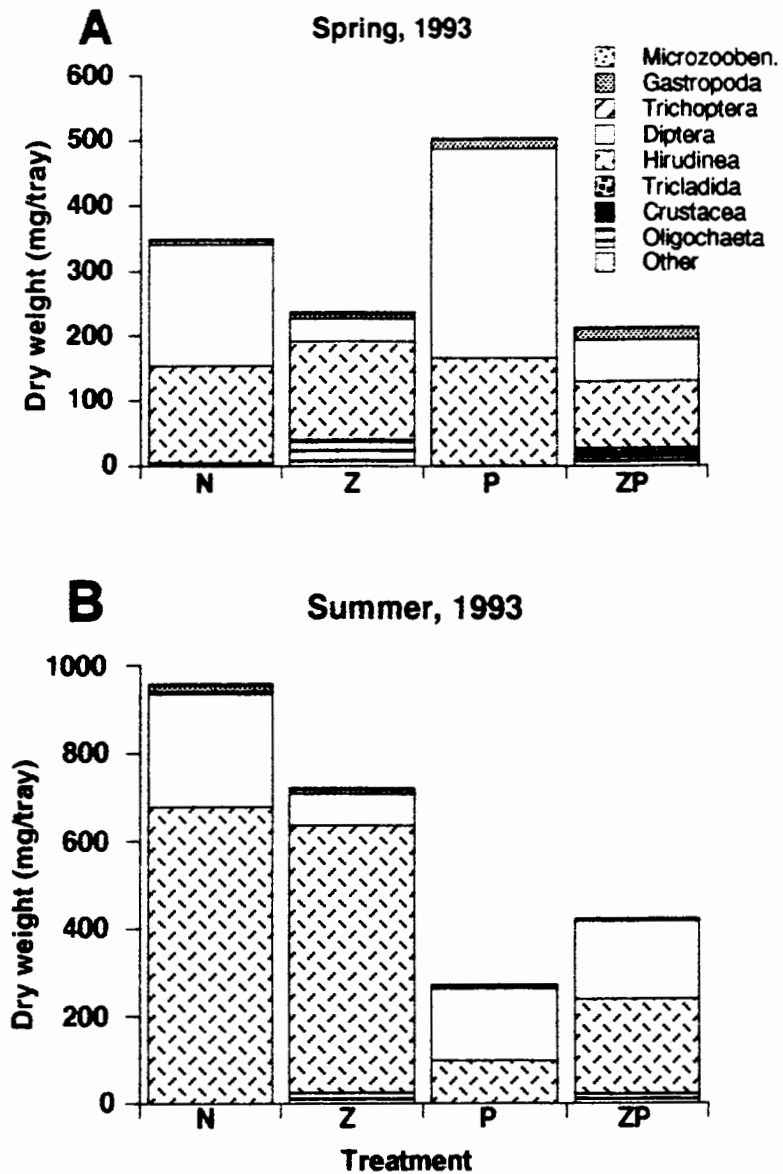 A
Spring, 1993
Microzooben.
Gastropoda
Trichoptera
Diptera
Hirudinea
Tricladida
Crustacea
Oligochaeta
Other
Dry weight (mg/tray)
600
500
400
300
200
100
0
N Z P ZP
B
Summer, 1993
Dry weight (mg/tray)
1000
800
600
400
200
0
N Z P ZP
Treatment